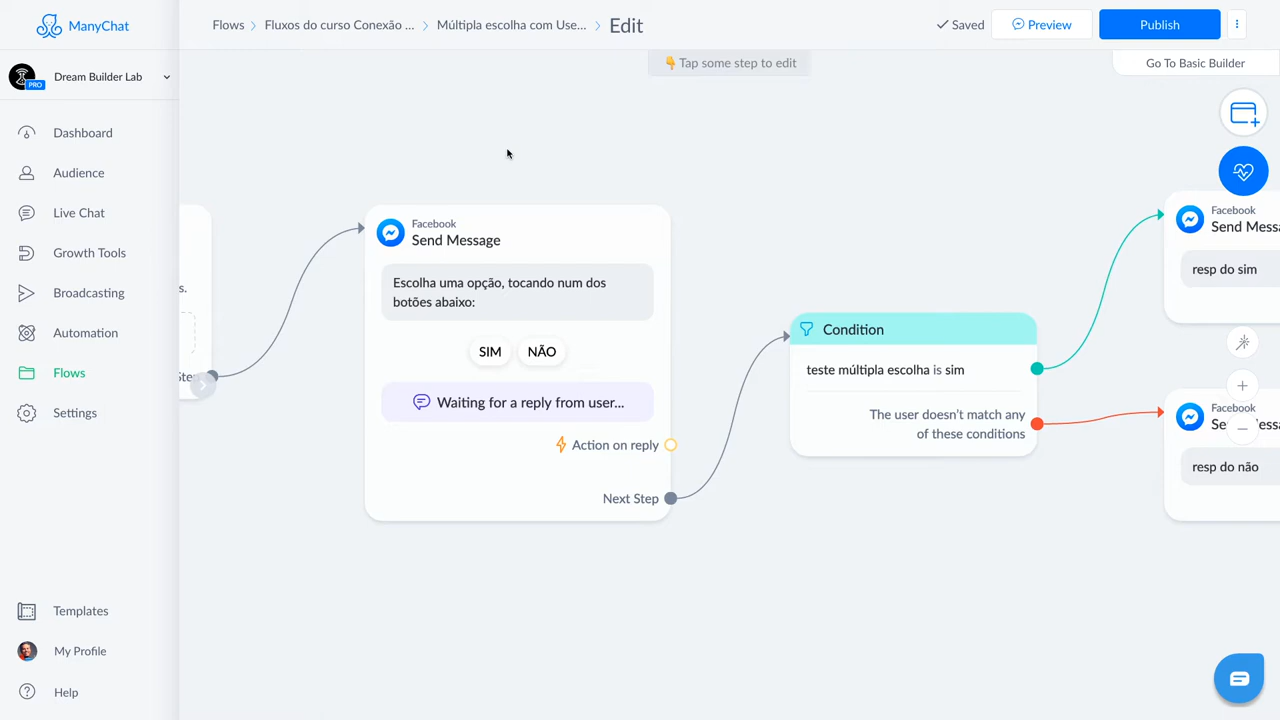 ManyChat
Flows
Fluxos do curso Conexão ...
Múltipla escolha com Use...
Edit
Saved
Preview
Publish
Dream Builder Lab
PRO
👇Tap some step to edit
Go To Basic Builder
Dashboard
Audience
Live Chat
Growth Tools
Broadcasting
Automation
Flows
Settings
Templates
My Profile
Help
s.
Facebook
Send Message
Escolha uma opção, tocando num dos
botões abaixo:
SIM
NÃO
Waiting for a reply from user...
Action on reply
Next Step
Condition
teste múltipla escolha is sim
The user doesn't match any
of these conditions
Facebook
Send Messa
resp do sim
Facebook
resp do não